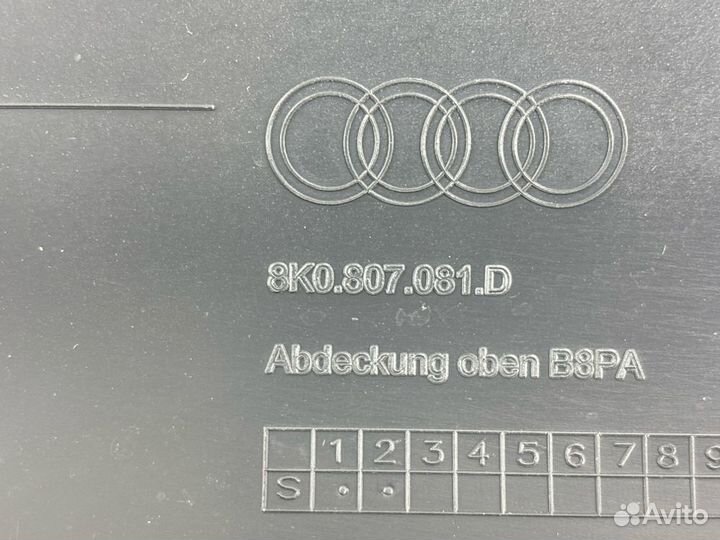 8K0.807.081.D
Abdeckung oben B8PA
1 2 3 4 5 6 7 8 9
S
Avito